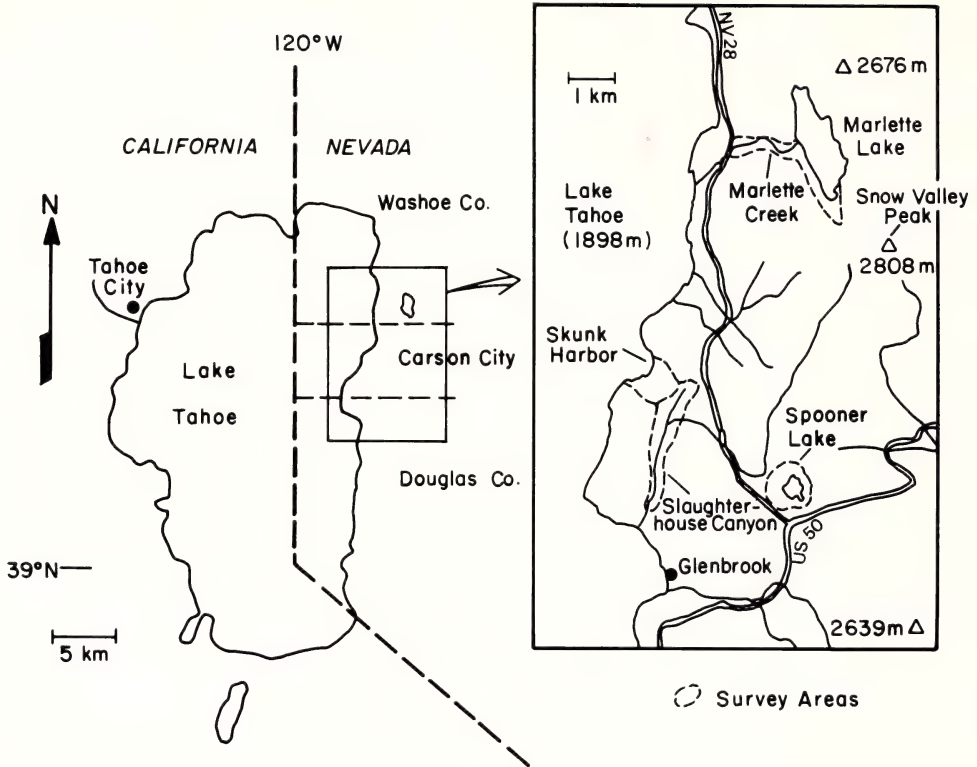 120°W
CALIFORNIA
NEVADA
N
Washoe Co.
Tahoe
City
Carson City
Lake
Tahoe
Douglas Co.
39°N
5 km
NV 28
1 km
2676 m
Marlette
Lake
Lake
Tahoe
(1898m)
Marlette
Creek
Snow Valley
Peak
2808 m
Skunk
Harbor
Spooner
Lake
Slaughter-
house Canyon
US 50
Glenbrook
2639m
Survey Areas